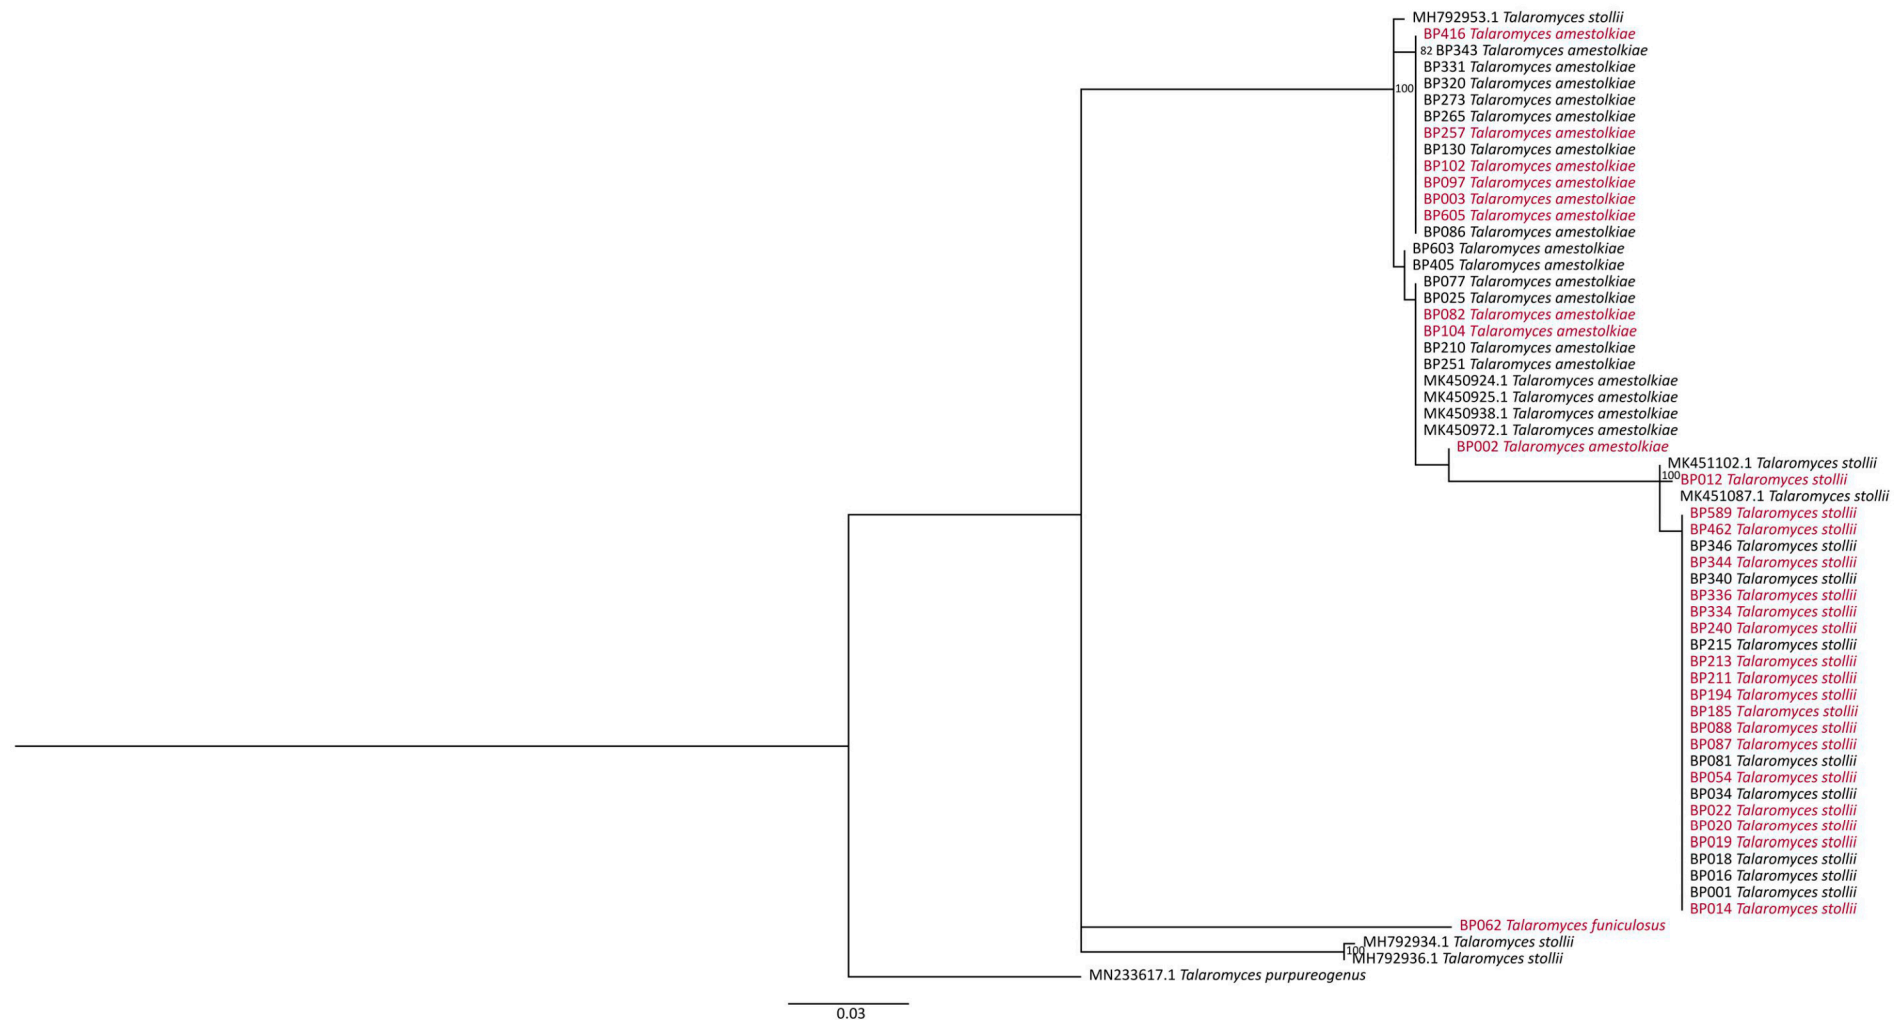 MH792953.1 Talaromyces stollii
BP416 Talaromyces amestolkiae
82 BP343 Talaromyces amestolkiae
BP331 Talaromyces amestolkiae
BP320 Talaromyces amestolkiae
100
BP273 Talaromyces amestolkiae
BP265 Talaromyces amestolkiae
BP257 Talaromyces amestolkiae
BP130 Talaromyces amestolkiae
BP102 Talaromyces amestolkiae
BP097 Talaromyces amestolkiae
BP003 Talaromyces amestolkiae
BP605 Talaromyces amestolkiae
BP086 Talaromyces amestolkiae
BP603 Talaromyces amestolkiae
BP405 Talaromyces amestolkiae
BP077 Talaromyces amestolkiae
BP025 Talaromyces amestolkiae
BP082 Talaromyces amestolkiae
BP104 Talaromyces amestolkiae
BP210 Talaromyces amestolkiae
BP251 Talaromyces amestolkiae
MK450924.1 Talaromyces amestolkiae
MK450925.1 Talaromyces amestolkiae
MK450938.1 Talaromyces amestolkiae
MK450972.1 Talaromyces amestolkiae
BP002 Talaromyces amestolkiae
MK451102.1 Talaromyces stollii
100 BP012 Talaromyces stollii
MK451087.1 Talaromyces stollii
BP589 Talaromyces stollii
BP462 Talaromyces stollii
BP346 Talaromyces stollii
BP344 Talaromyces stollii
BP340 Talaromyces stollii
BP336 Talaromyces stollii
BP334 Talaromyces stollii
BP240 Talaromyces stollii
BP215 Talaromyces stollii
BP213 Talaromyces stollii
BP211 Talaromyces stollii
BP194 Talaromyces stollii
BP185 Talaromyces stollii
BP088 Talaromyces stollii
BP087 Talaromyces stollii
BP081 Talaromyces stollii
BP054 Talaromyces stollii
BP034 Talaromyces stollii
BP022 Talaromyces stollii
BP020 Talaromyces stollii
BP019 Talaromyces stollii
BP018 Talaromyces stollii
BP016 Talaromyces stollii
BP001 Talaromyces stollii
BP014 Talaromyces stollii
BP062 Talaromyces funiculosus
MH792934.1 Talaromyces stollii
100
MH792936.1 Talaromyces stollii
MN233617.1 Talaromyces purpureogenus
0.03